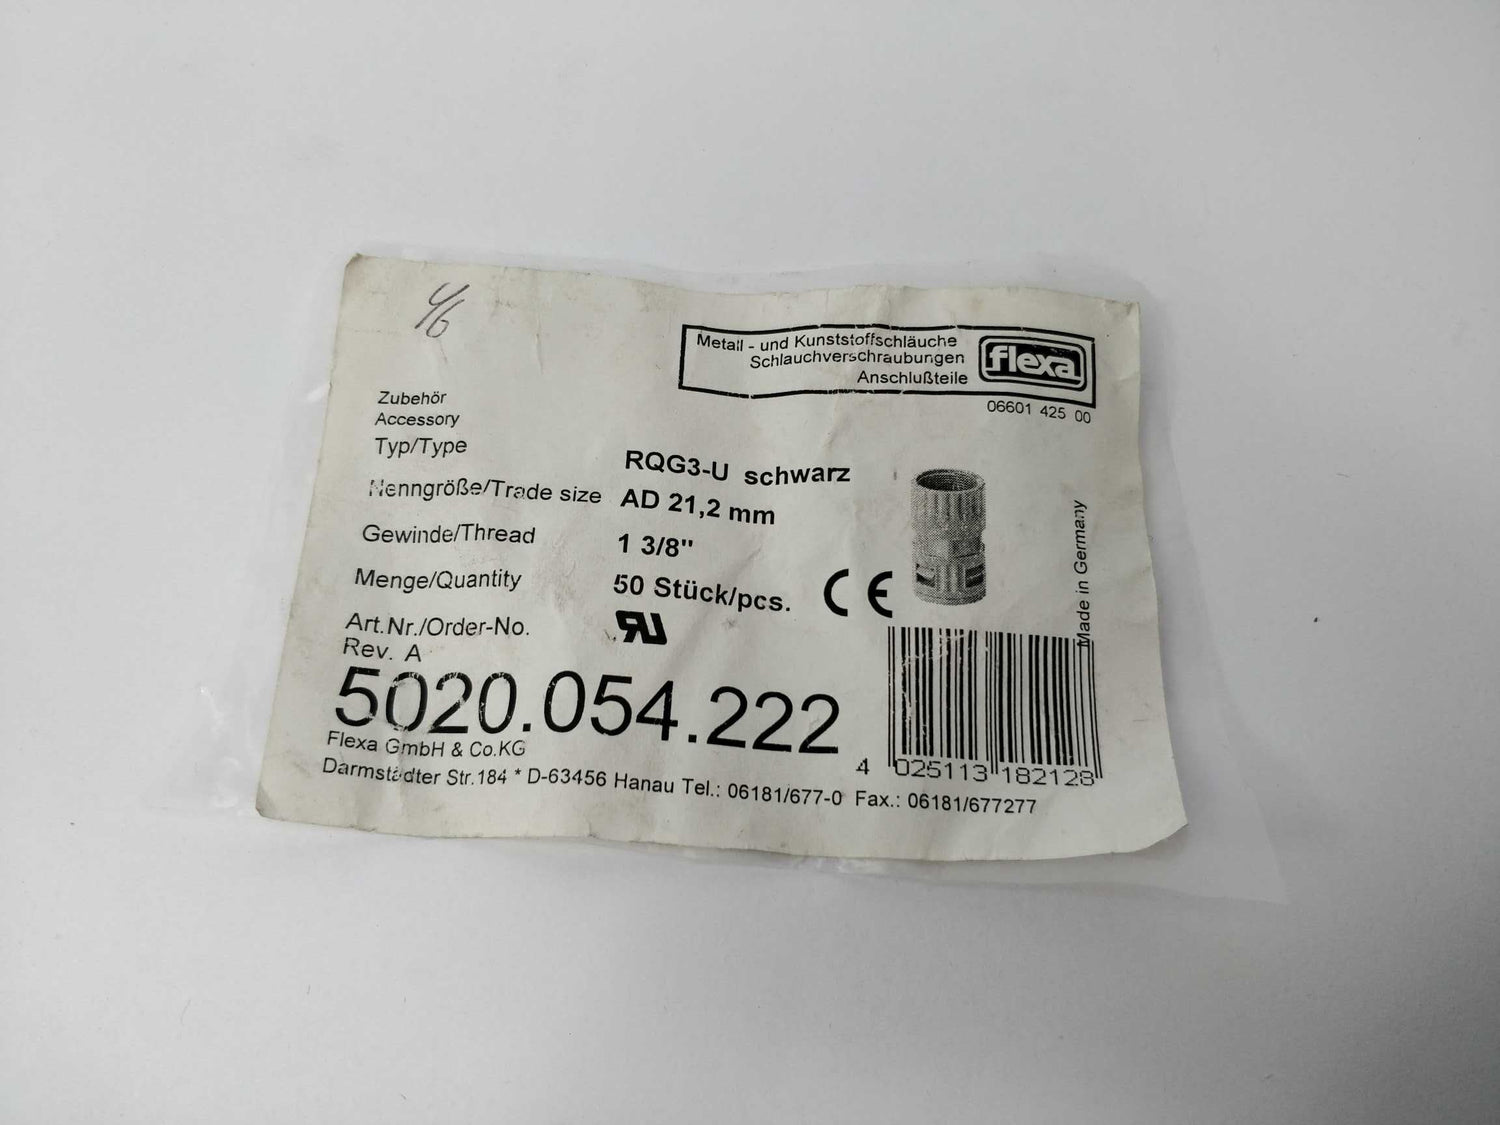 4/6
Metall - und Kunststoffschläuche
Schlauchverschraubungen
Anschlußteile
flexa
06601 425 00
Zubehör
Accessory
Typ/Type RQG3-U schwarz
Nenngröße/Trade size AD 21,2 mm
Gewinde/Thread 1 3/8"
Menge/Quantity 50 Stück/pcs. CE
Art.Nr./Order-No.
Rev. A
5020.054.222
Made in Germany
4 025113 182128
Flexa GmbH & Co.KG
Darmstädter Str.184 * D-63456 Hanau Tel.: 06181/677-0 Fax.: 06181/677277